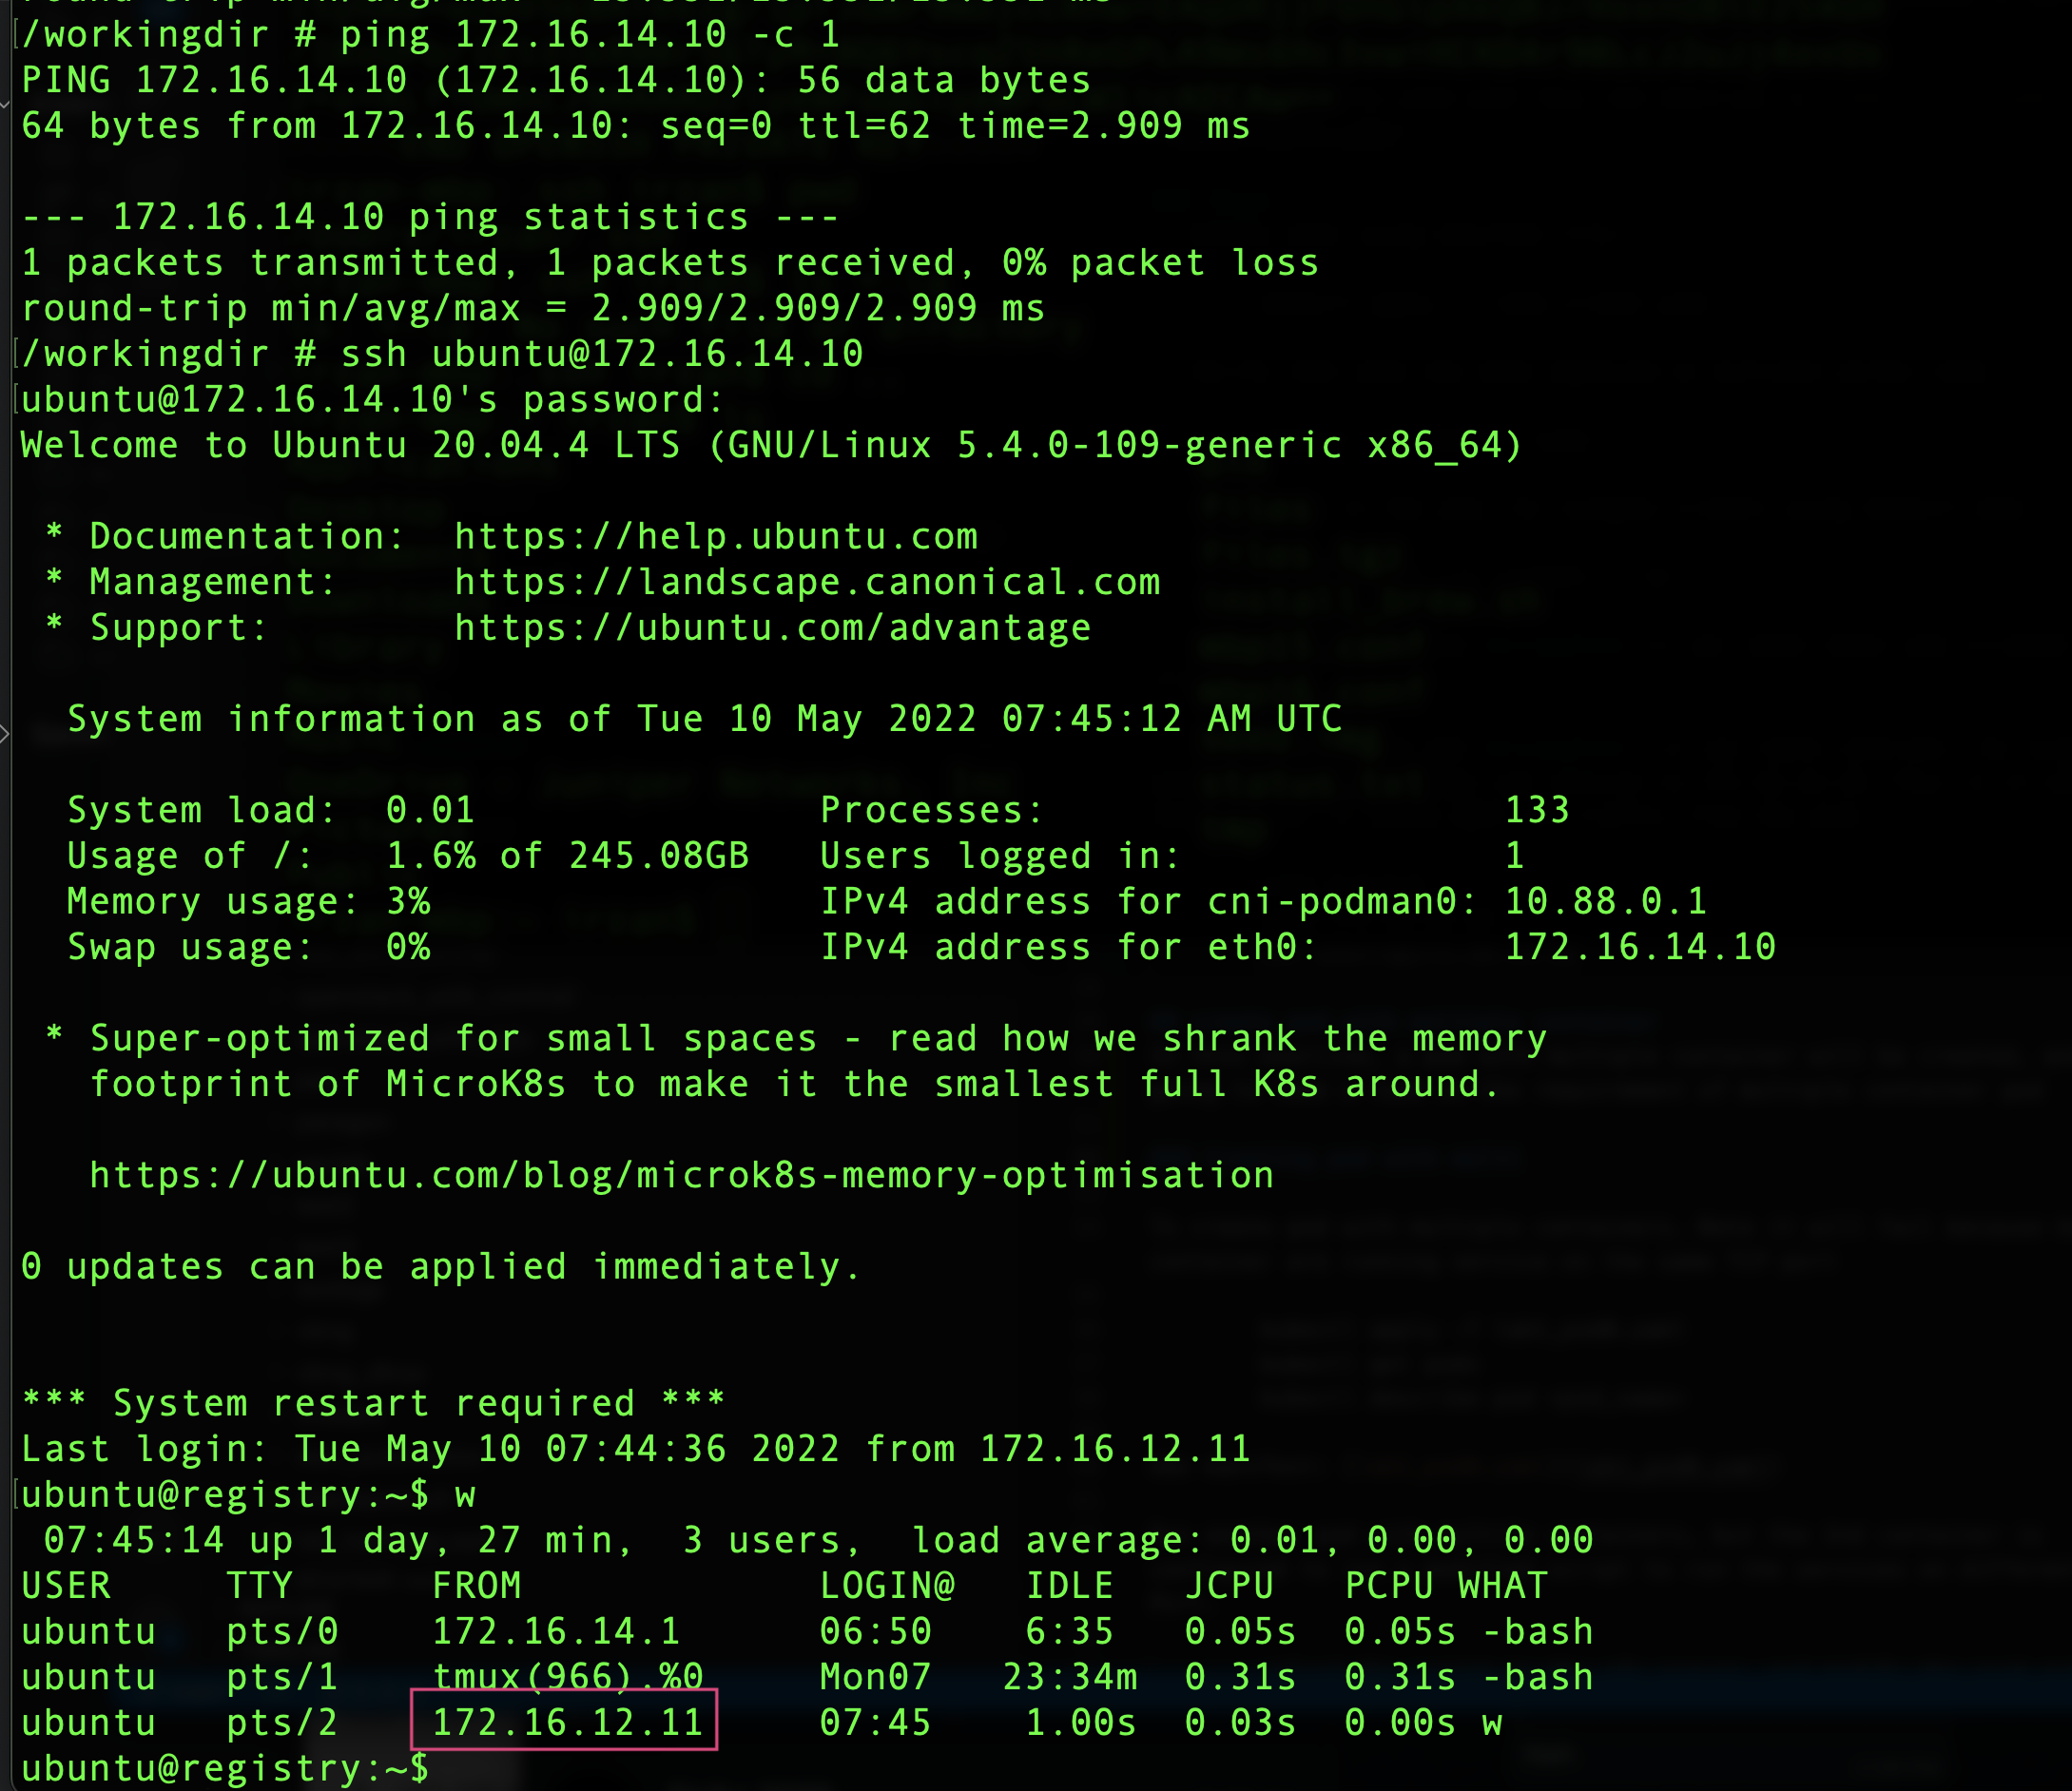 /workingdir # ping 172.16.14.10 -c 1
PING 172.16.14.10 (172.16.14.10): 56 data bytes
64 bytes from 172.16.14.10: seq=0 ttl=62 time=2.909 ms
--- 172.16.14.10 ping statistics ---
1 packets transmitted, 1 packets received, 0% packet loss
round-trip min/avg/max = 2.909/2.909/2.909 ms
/workingdir # ssh ubuntu@172.16.14.10
ubuntu@172.16.14.10's password:
Welcome to Ubuntu 20.04.4 LTS (GNU/Linux 5.4.0-109-generic x86_64)
* Documentation:  https://help.ubuntu.com
* Management:     https://landscape.canonical.com
* Support:        https://ubuntu.com/advantage
System information as of Tue 10 May 2022 07:45:12 AM UTC
System load:  0.01               Processes:                    133
Usage of /:   1.6% of 245.08GB   Users logged in:              1
Memory usage: 3%                 IPv4 address for cni-podman0: 10.88.0.1
Swap usage:   0%                 IPv4 address for eth0:        172.16.14.10
* Super-optimized for small spaces - read how we shrank the memory
footprint of MicroK8s to make it the smallest full K8s around.
https://ubuntu.com/blog/microk8s-memory-optimisation
0 updates can be applied immediately.
*** System restart required ***
Last login: Tue May 10 07:44:36 2022 from 172.16.12.11
ubuntu@registry:~$ w
07:45:14 up 1 day, 27 min,  3 users,  load average: 0.01, 0.00, 0.00
USER     TTY      FROM             LOGIN@   IDLE   JCPU   PCPU WHAT
ubuntu   pts/0    172.16.14.1      06:50    6:35   0.05s  0.05s -bash
ubuntu   pts/1    tmux(966).%0     Mon07   23:34m  0.31s  0.31s -bash
ubuntu   pts/2    172.16.12.11     07:45    1.00s  0.03s  0.00s w
ubuntu@registry:~$